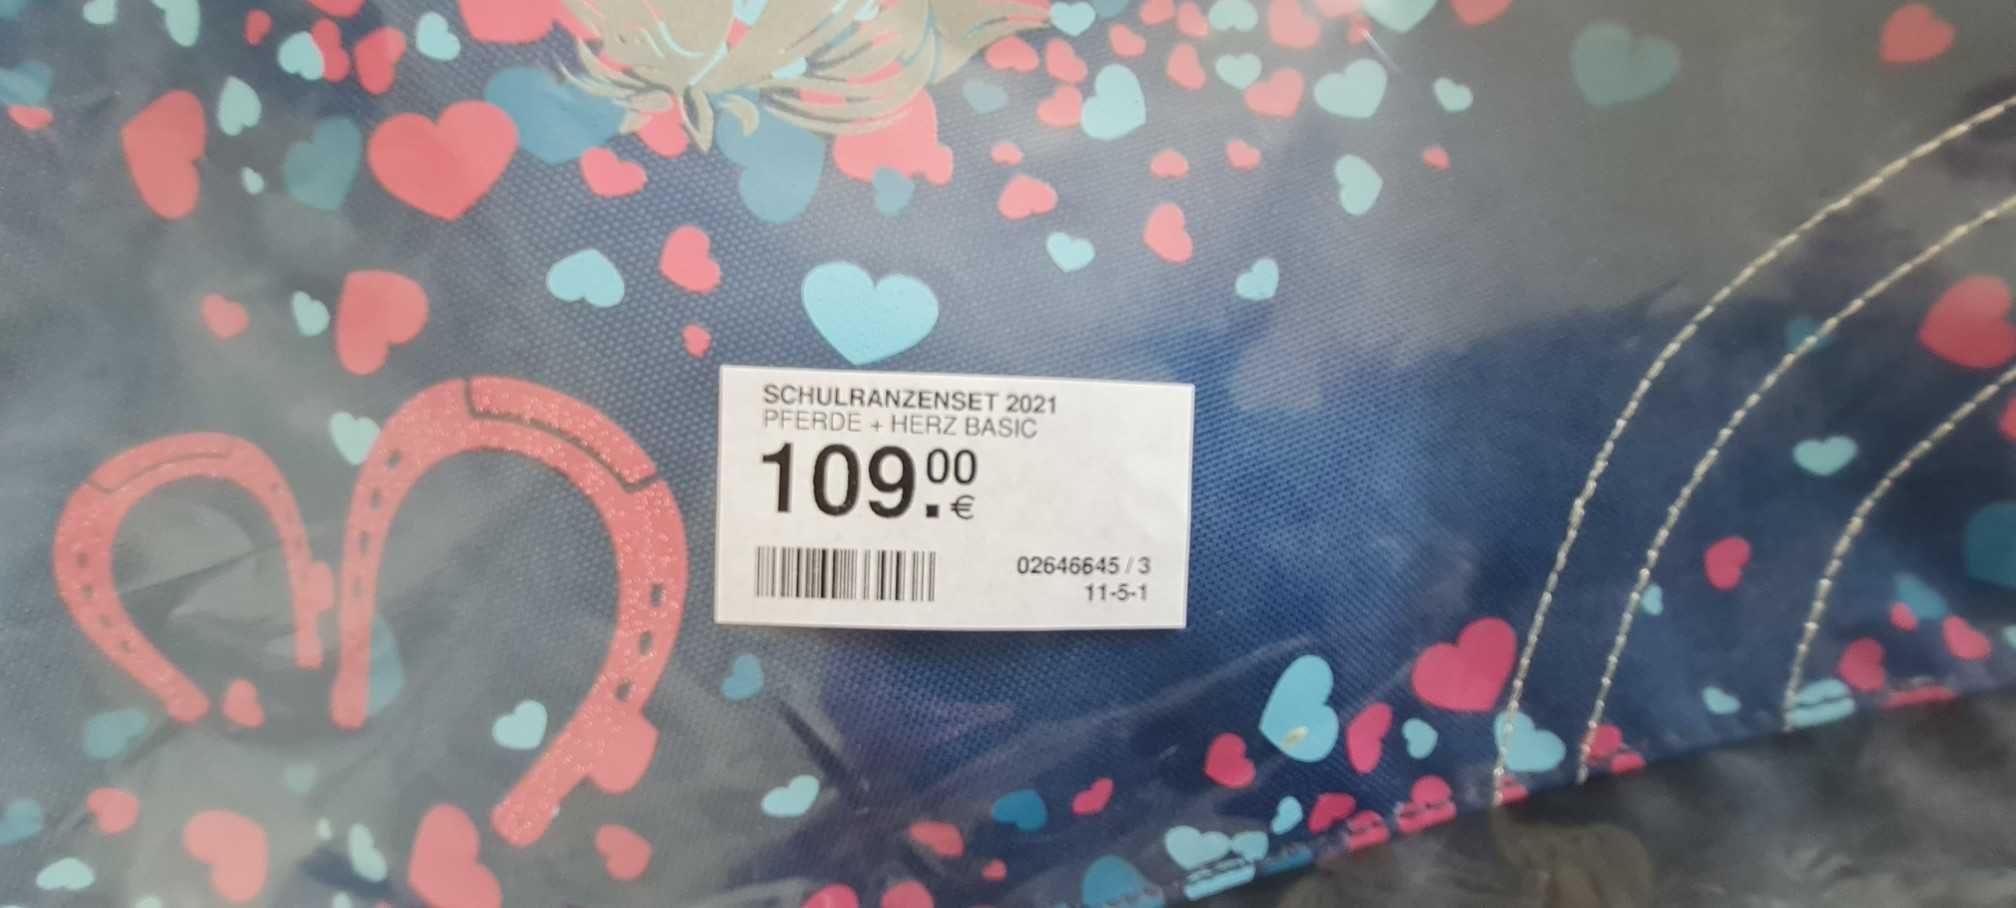 SCHULRANZENSET 2021
PFERDE + HERZ BASIC
109.00 €
02646645 / 3
11-5-1